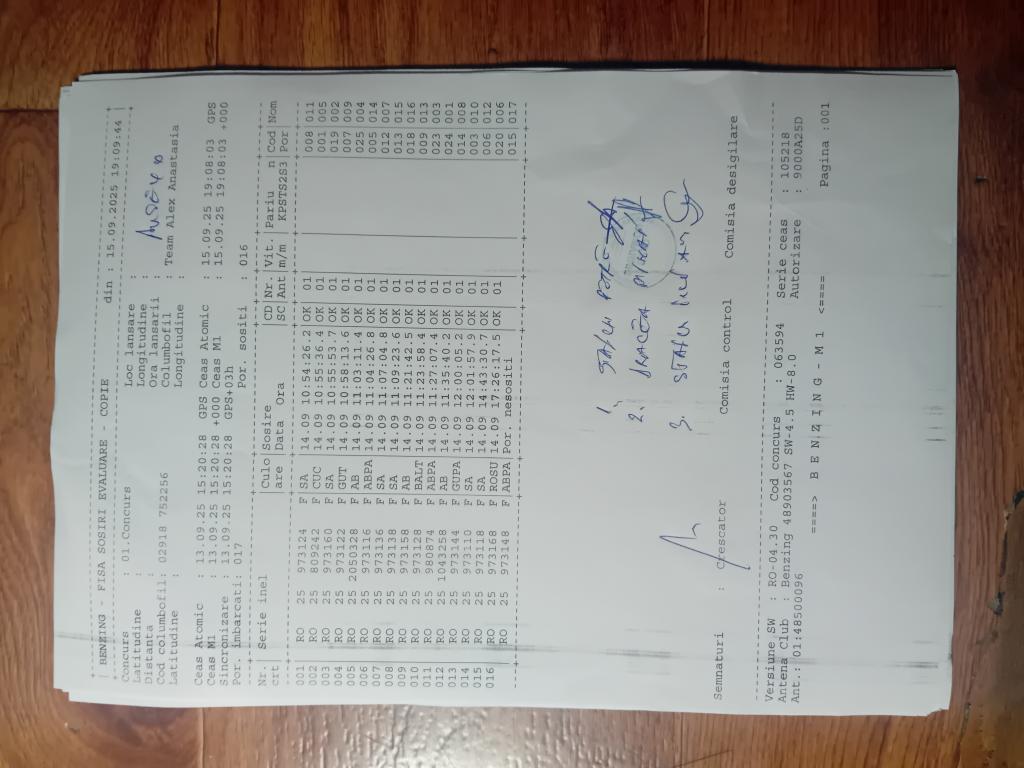 BENZING - FISA SOSIRI EVALUARE - COPIE din : 15.09.2025 19:09:44
Concurs : 01.Concurs Loc lansare :
Latitudine : Longitudine :
Distanta : Ora lansarii :
Cod columbofil: 02918 752256 Columbofil : Team Alex Anastasia
Latitudine : Longitudine :
Ceas Atomic : 13.09.25 15:20:28 GPS Ceas Atomic : 15.09.25 19:08:03 GPS
Ceas M1 : 13.09.25 15:20:28 +000 Ceas M1 : 15.09.25 19:08:03 +000
Sincronizare : 13.09.25 15:20:28 GPS+03h
Por. imbarcati: 017 Por. sositi : 016
Nr. | Serie inel |Culo|Sosire |CD|Nr.|Vit.|Pariu n|Cod Nom
crt | |are |Data Ora |SC|Ant|m/m |KPSTS2S3|Por
001 RO 25 973124 F SA 14.09 10:54:26.2 OK 01 008 011
002 RO 25 809242 F CUC 14.09 10:55:36.4 OK 01 001 005
003 RO 25 973160 F SA 14.09 10:55:53.7 OK 01 019 002
004 RO 25 973122 F GUT 14.09 10:58:13.6 OK 01 007 009
005 RO 25 2050328 F AB 14.09 11:03:11.4 OK 01 025 004
006 RO 25 973116 F ABPA 14.09 11:04:26.8 OK 01 005 014
007 RO 25 973136 F SA 14.09 11:07:04.8 OK 01 012 007
008 RO 25 973138 F SA 14.09 11:09:23.6 OK 01 013 015
009 RO 25 973158 F AB 14.09 11:21:42.5 OK 01 018 016
010 RO 25 973128 F BALT 14.09 11:23:58.4 OK 01 009 013
011 RO 25 980874 F ABPA 14.09 11:27:07.4 OK 01 023 003
012 RO 25 1043258 F AB 14.09 11:35:40.2 OK 01 024 001
013 RO 25 973144 F GUPA 14.09 12:00:05.2 OK 01 014 008
014 RO 25 973110 F SA 14.09 12:01:57.9 OK 01 003 010
015 RO 25 973118 F SA 14.09 14:43:30.7 OK 01 006 012
016 RO 25 973168 F ROSU 14.09 17:26:17.5 OK 01 020 006
RO 25 973148 F ABPA Por. nesositi 015 017
1.
2.
3.
Semnaturi : Crescator Comisia control Comisia desigilare
Versiune SW : RO-04.30 Cod concurs : 063594 Serie ceas : 105218
Antena Club : Benzing 48903567 SW-4.5 HW-8.0 Autorizare : 9000A25D
Ant.: 01:48500096
====> B E N Z I N G - M 1 <==== Pagina :001